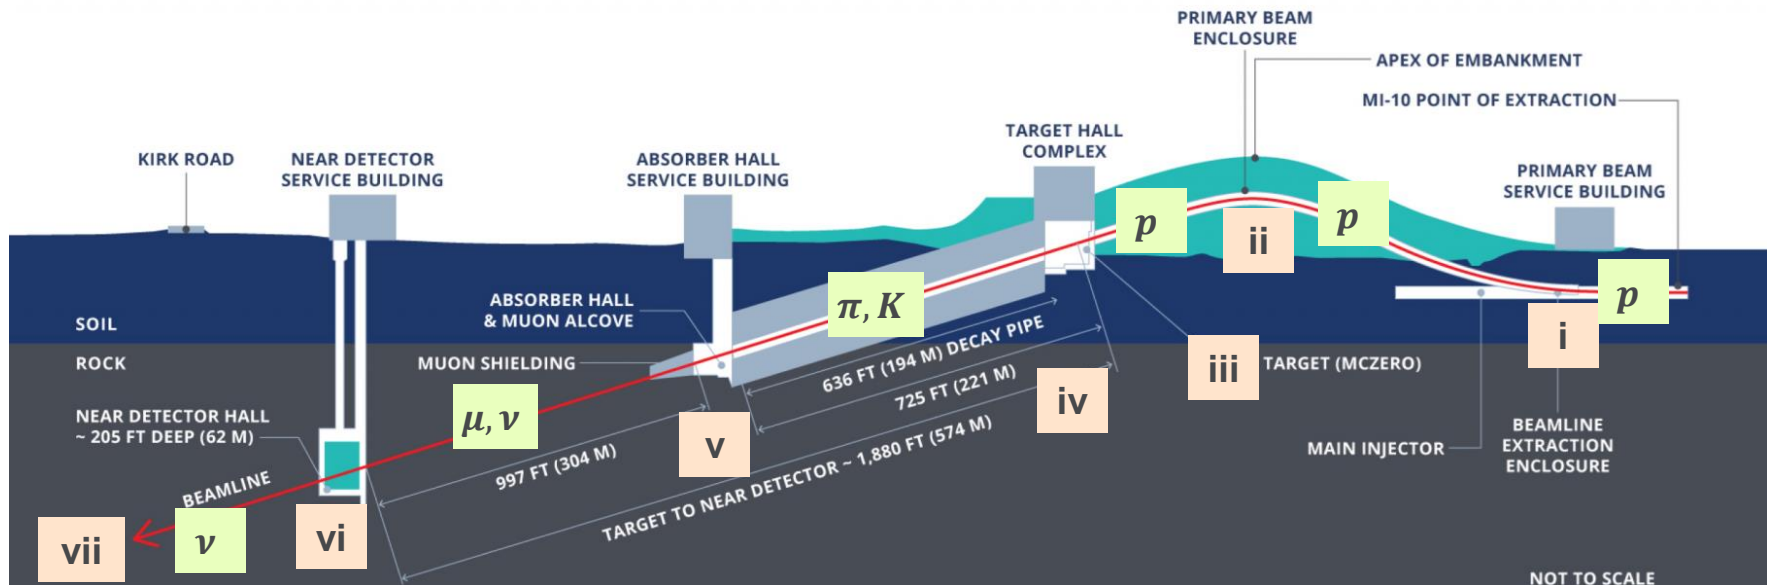 PRIMARY BEAM
ENCLOSURE
APEX OF EMBANKMENT
MI-10 POINT OF EXTRACTION
KIRK ROAD
NEAR DETECTOR
SERVICE BUILDING
ABSORBER HALL
SERVICE BUILDING
TARGET HALL
COMPLEX
PRIMARY BEAM
SERVICE BUILDING
p
p
ii
p
π, K
ABSORBER HALL
& MUON ALCOVE
SOIL
ROCK
MUON SHIELDING
i
iii
TARGET (MCZERO)
636 FT (194 M) DECAY PIPE
725 FT (221 M)
iv
μ, ν
v
NEAR DETECTOR HALL
~ 205 FT DEEP (62 M)
997 FT (304 M)
TARGET TO NEAR DETECTOR ~ 1,880 FT (574 M)
MAIN INJECTOR
BEAMLINE
EXTRACTION
ENCLOSURE
BEAMLINE
vii
ν
vi
NOT TO SCALE